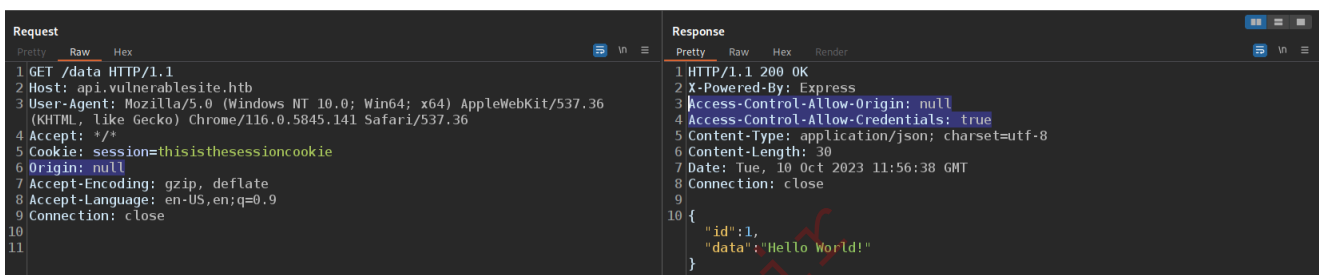 Request
Pretty Raw Hex
\n
1 GET /data HTTP/1.1
2 Host: api.vulnerablesite.htb
3 User-Agent: Mozilla/5.0 (Windows NT 10.0; Win64; x64) AppleWebKit/537.36
(KHTML, like Gecko) Chrome/116.0.5845.141 Safari/537.36
4 Accept: */*
5 Cookie: session=thisisthesessioncookie
6 Origin: null
7 Accept-Encoding: gzip, deflate
8 Accept-Language: en-US,en;q=0.9
9 Connection: close
10
11
Response
Pretty Raw Hex Render
\n
1 HTTP/1.1 200 OK
2 X-Powered-By: Express
3 Access-Control-Allow-Origin: null
4 Access-Control-Allow-Credentials: true
5 Content-Type: application/json; charset=utf-8
6 Content-Length: 30
7 Date: Tue, 10 Oct 2023 11:56:38 GMT
8 Connection: close
9
10 {
"id":1,
"data":"Hello World!"
}